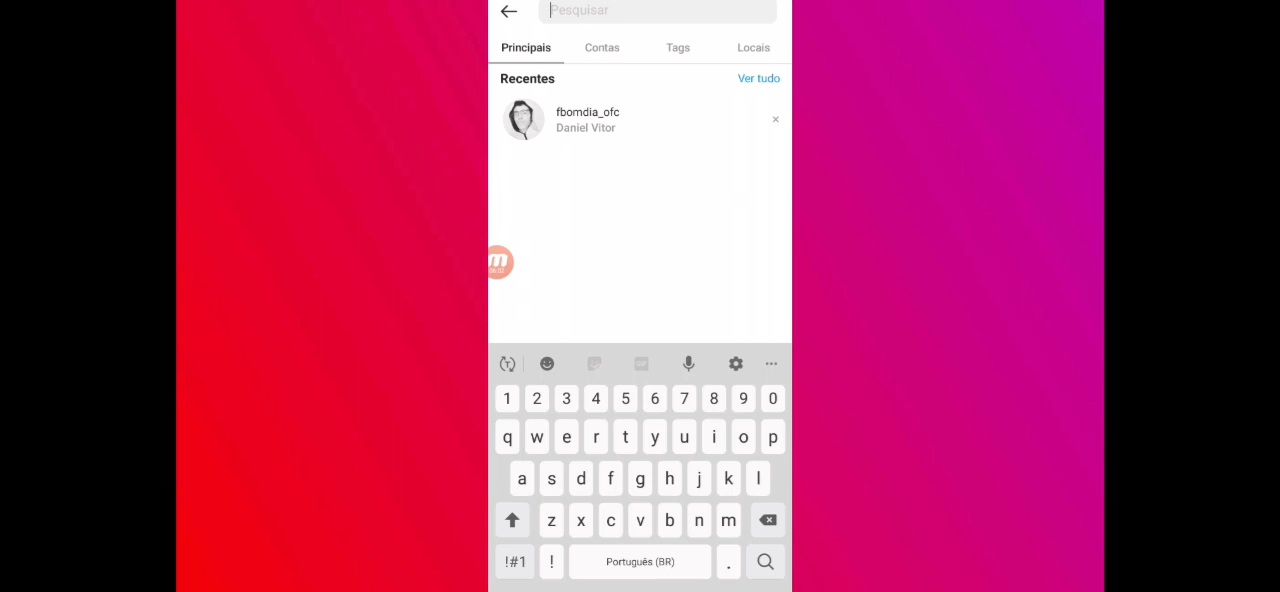 Pesquisar
Principais Contas Tags Locais
Recentes Ver tudo
fbomdia_ofc
Daniel Vitor
1 2 3 4 5 6 7 8 9 0
q w e r t y u i o p
a s d f g h j k l
z x c v b n m
!#1 ! Português (BR) .